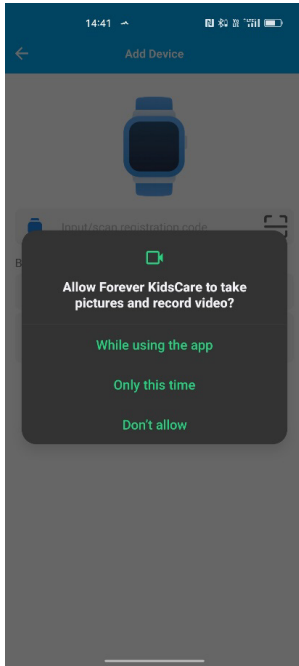 14:41
Add Device
Input/scan registration code
B
Allow Forever KidsCare to take
pictures and record video?
While using the app
Only this time
Don't allow